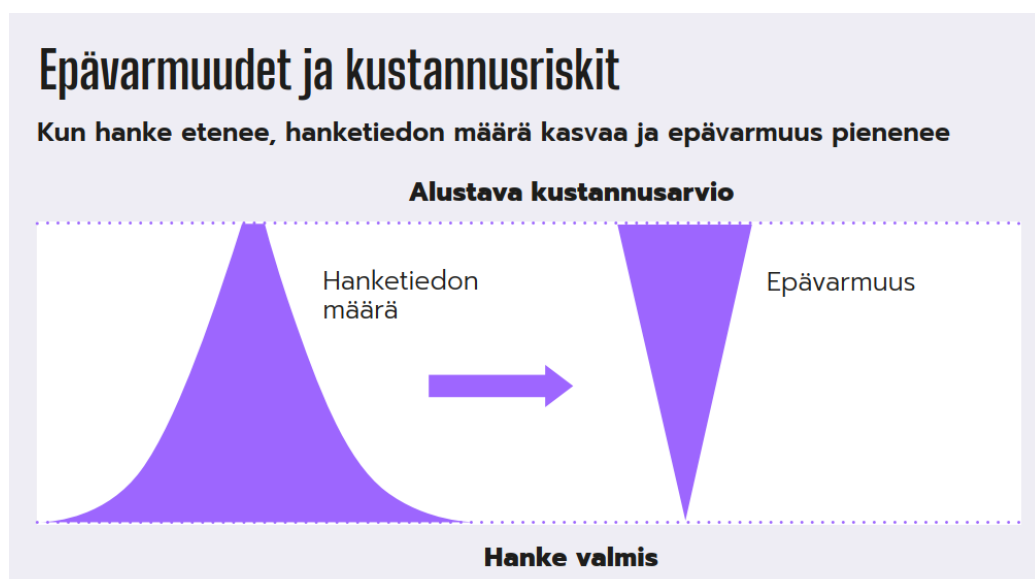 Epävarmuudet ja kustannusriskit
Kun hanke etenee, hanketiedon määrä kasvaa ja epävarmuus pienenee
Alustava kustannusarvio
Hanketiedon
määrä
Epävarmuus
Hanke valmis